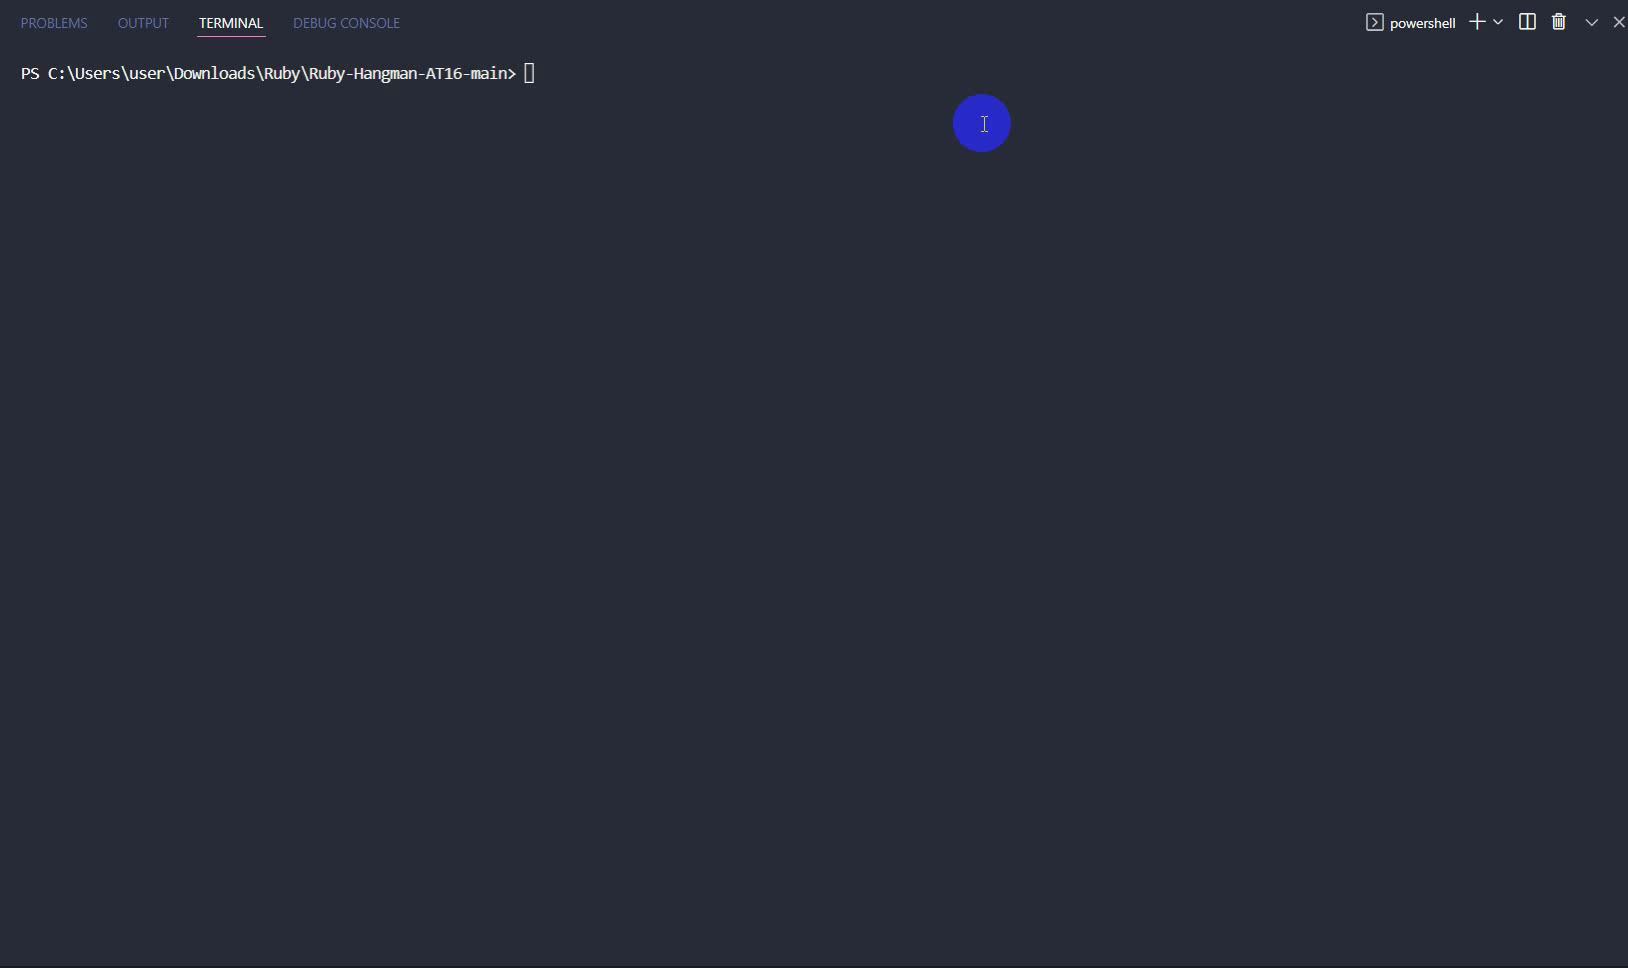 PROBLEMS OUTPUT TERMINAL DEBUG CONSOLE powershell
PS C:\Users\user\Downloads\Ruby\Ruby-Hangman-AT16-main>